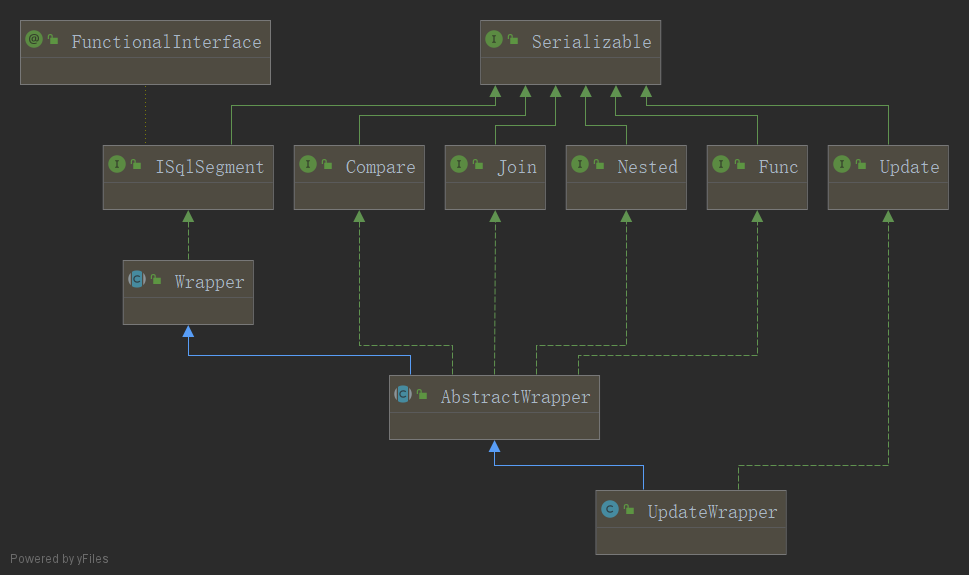 FunctionalInterface
Serializable
ISqlSegment
Compare
Join
Nested
Func
Update
Wrapper
AbstractWrapper
UpdateWrapper
Powered by yFiles